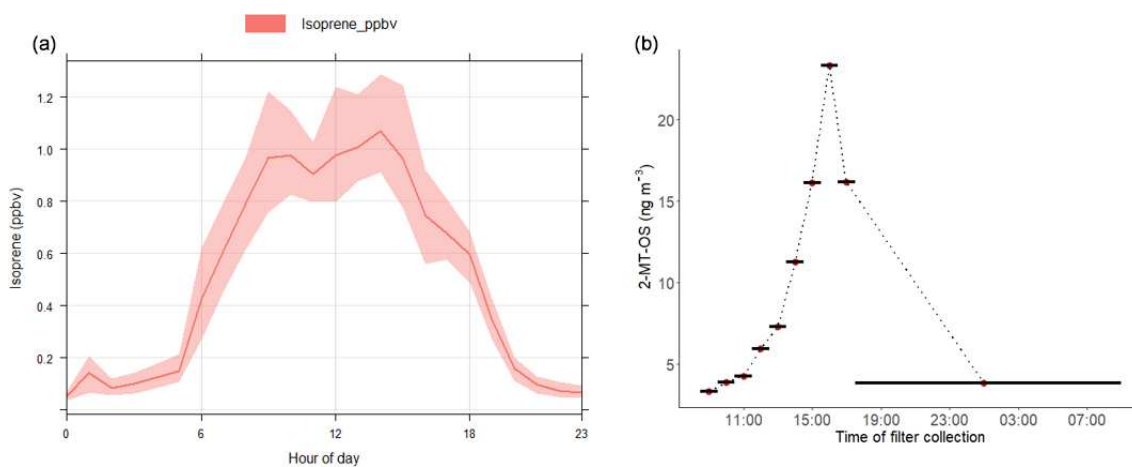 Isoprene_ppbv
(a)
1.2
1.0
0.8
0.6
0.4
0.2
Isoprene (ppbv)
0 6 12 18 23
Hour of day
(b)
20
15
10
5
2-MT-OS (ng m⁻³)
11:00 15:00 19:00 23:00 03:00 07:00
Time of filter collection